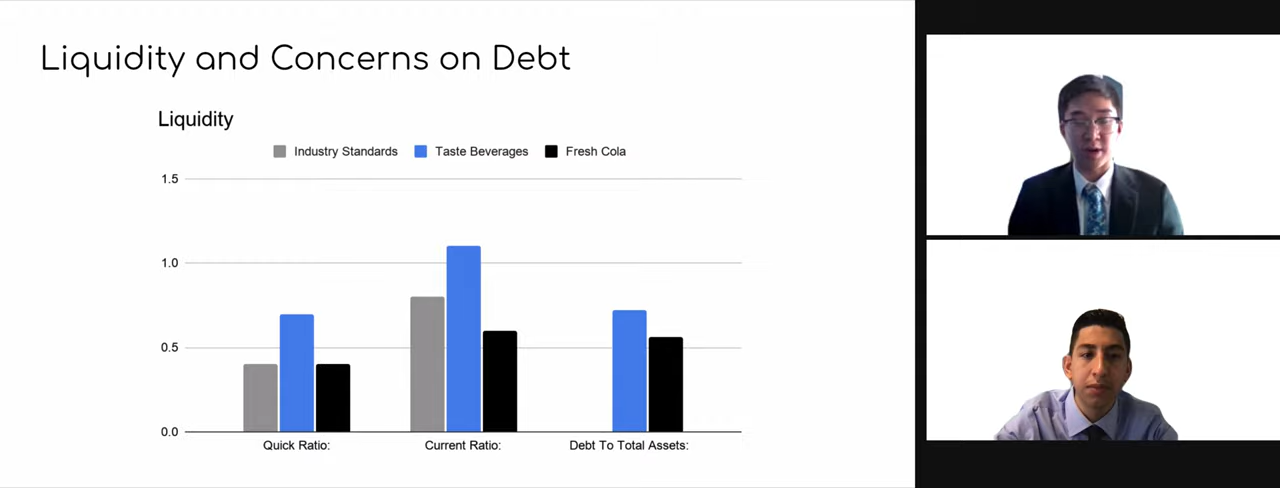 Liquidity and Concerns on Debt
Liquidity
Industry Standards Taste Beverages Fresh Cola
1.5
1.0
0.5
0.0
Quick Ratio: Current Ratio: Debt To Total Assets: